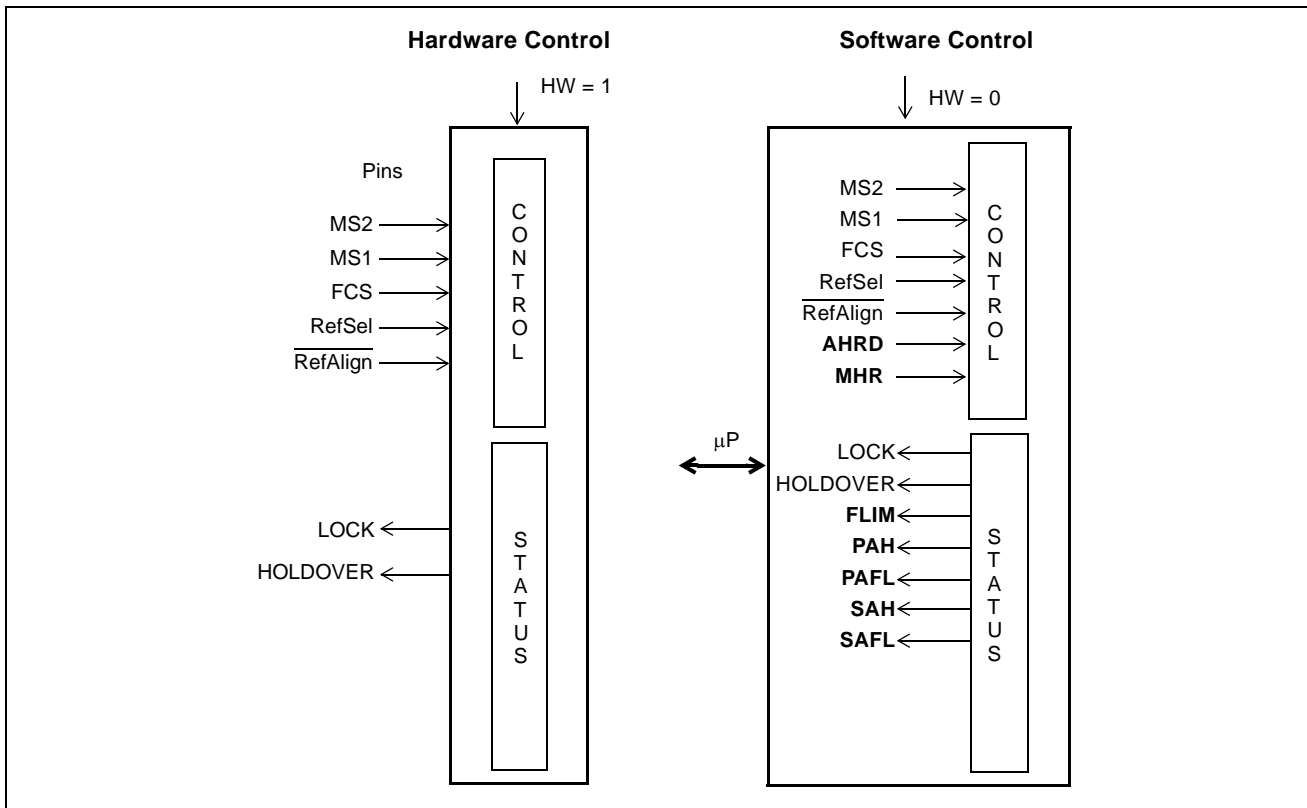 Hardware Control
HW = 1
Pins
MS2
MS1
FCS
RefSel
RefAlign
CONTROL
LOCK
HOLDOVER
STATUS
Software Control
HW = 0
μP
MS2
MS1
FCS
RefSel
RefAlign
AHRD
MHR
CONTROL
LOCK
HOLDOVER
FLIM
PAH
PAFL
SAH
SAFL
STATUS